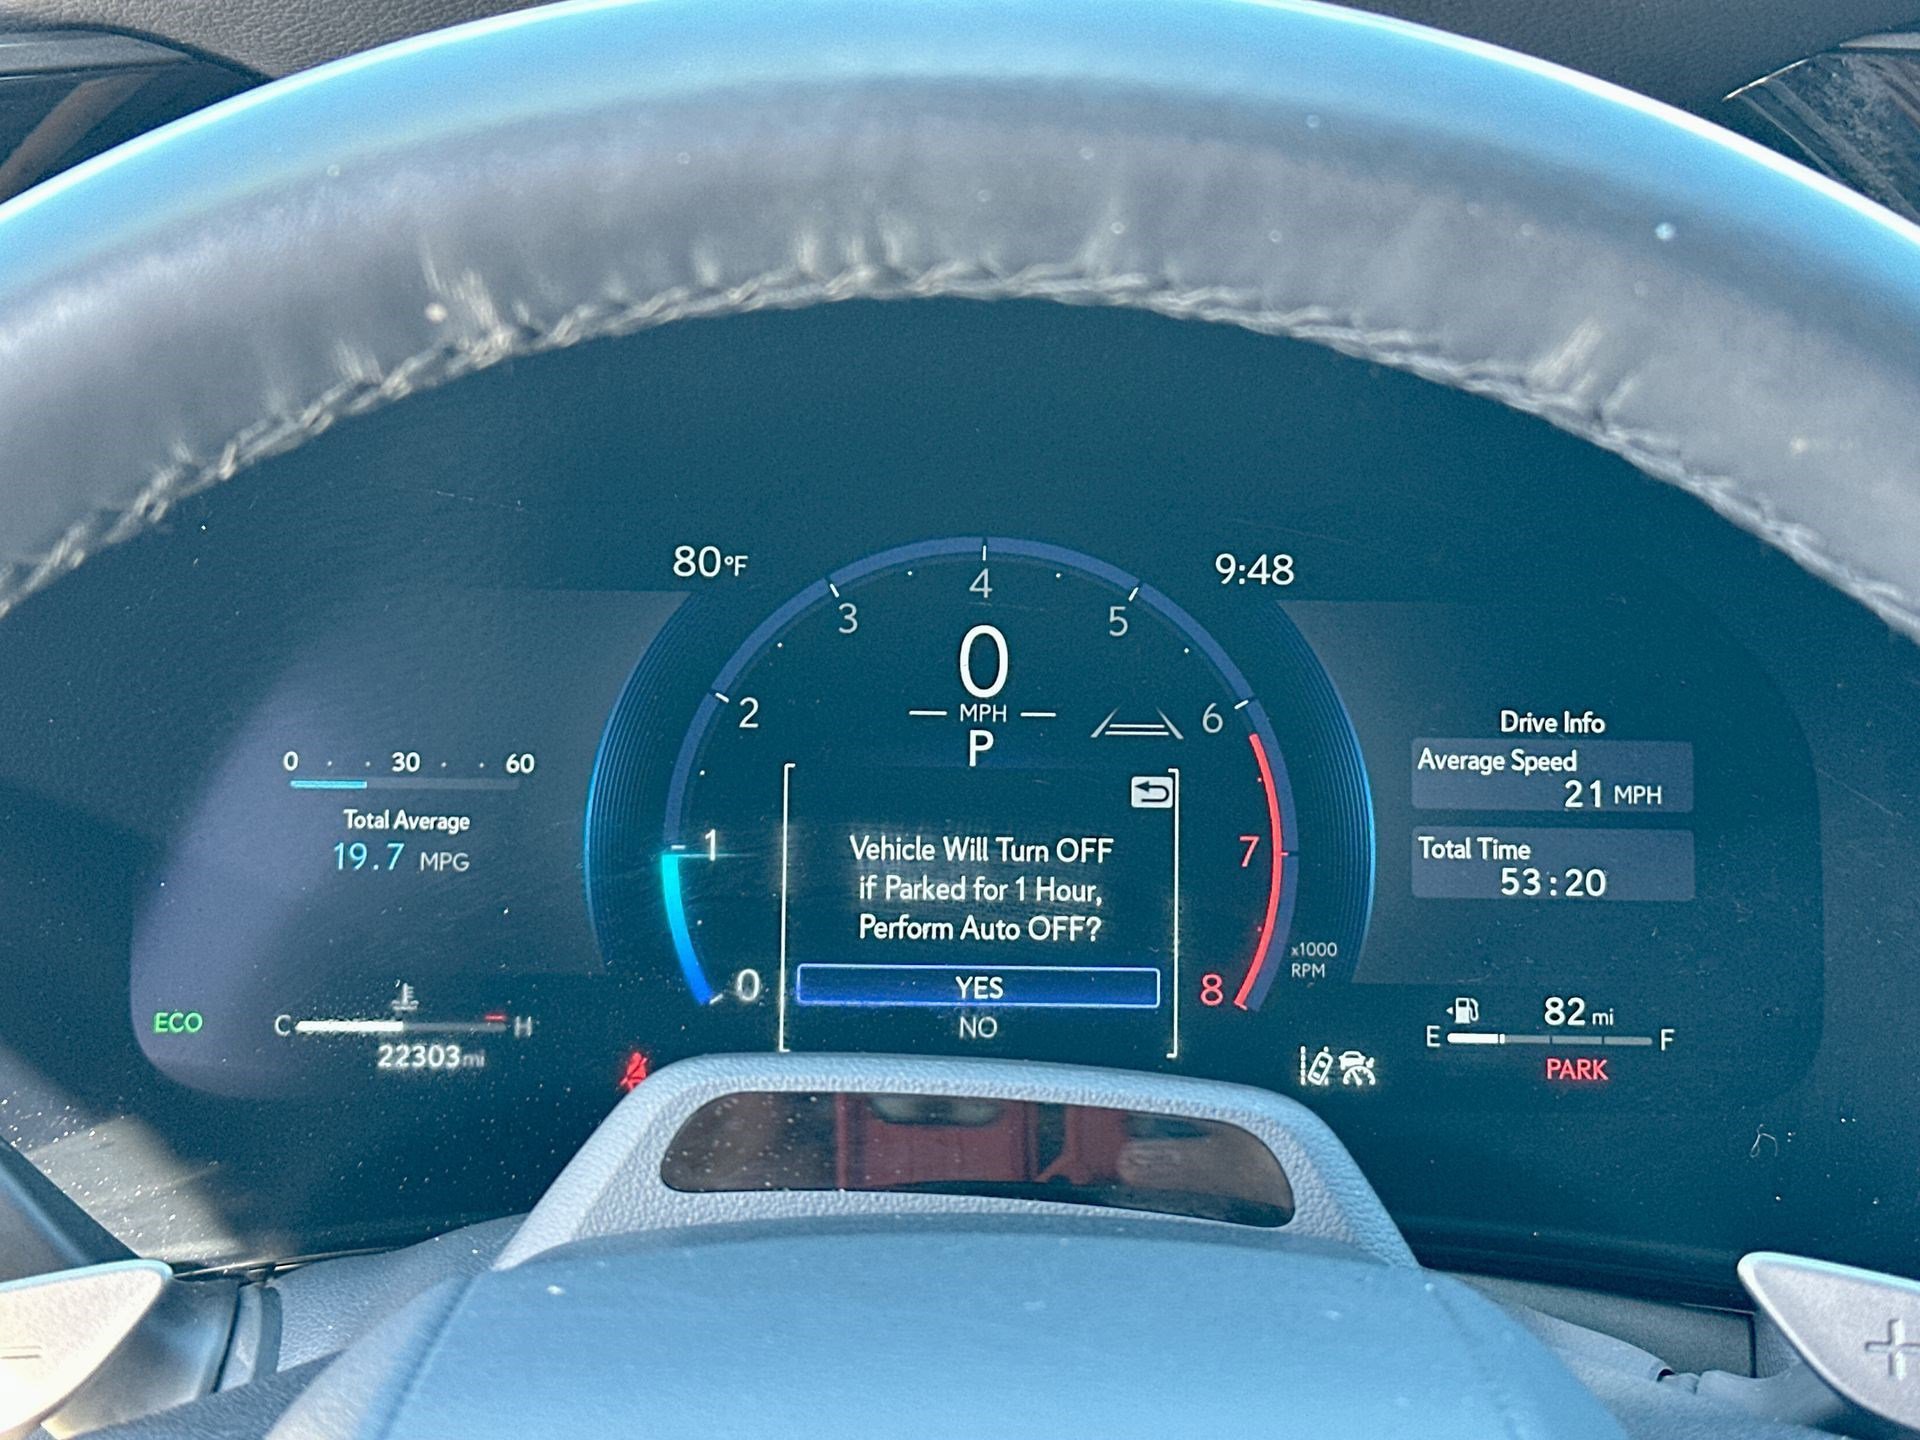 80°F
9:48
4
3
5
2
6
1
7
0
8
0
MPH
P
x1000
RPM
0 30 60
Total Average
19.7 MPG
ECO
C H
22303 mi
Vehicle Will Turn OFF
if Parked for 1 Hour,
Perform Auto OFF?
YES
NO
Drive Info
Average Speed
21 MPH
Total Time
53:20
82 mi
E F
PARK
-
+